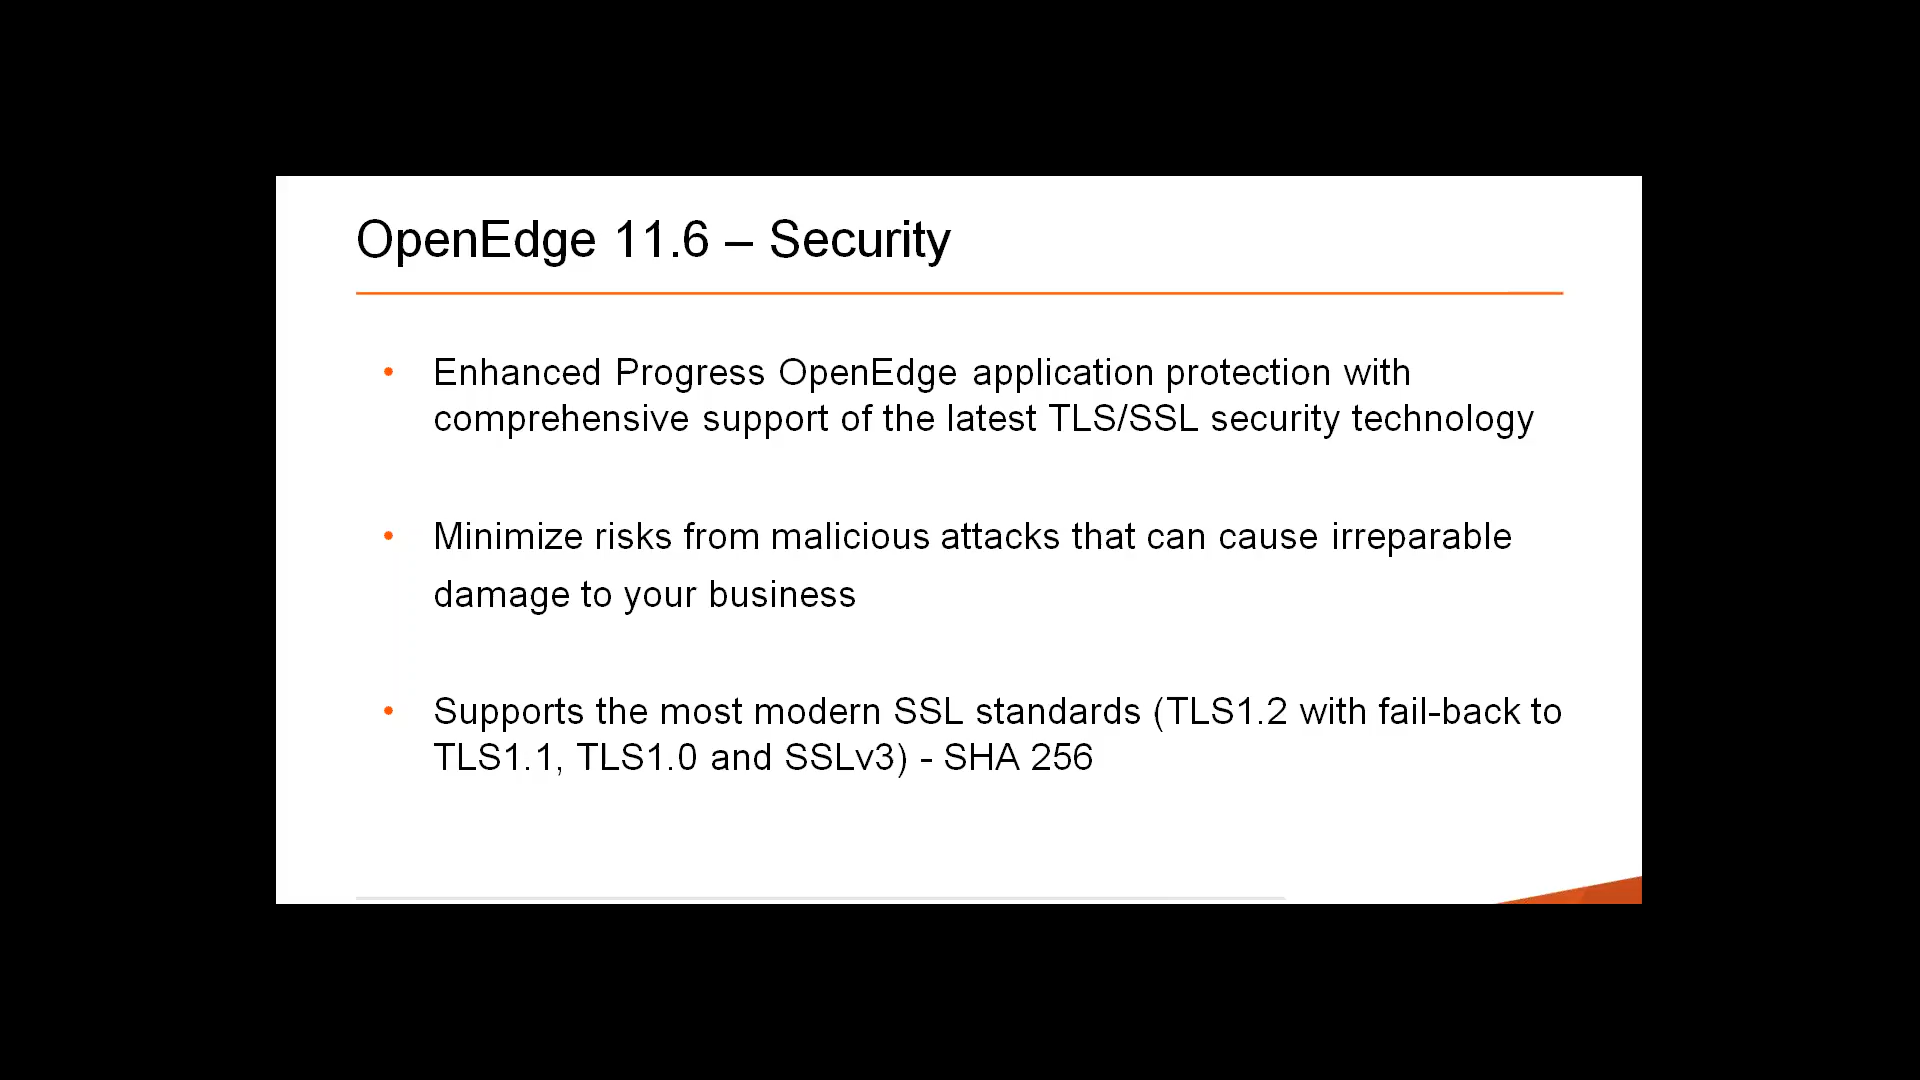 OpenEdge 11.6 – Security
• Enhanced Progress OpenEdge application protection with
comprehensive support of the latest TLS/SSL security technology
• Minimize risks from malicious attacks that can cause irreparable
damage to your business
• Supports the most modern SSL standards (TLS1.2 with fail-back to
TLS1.1, TLS1.0 and SSLv3) - SHA 256